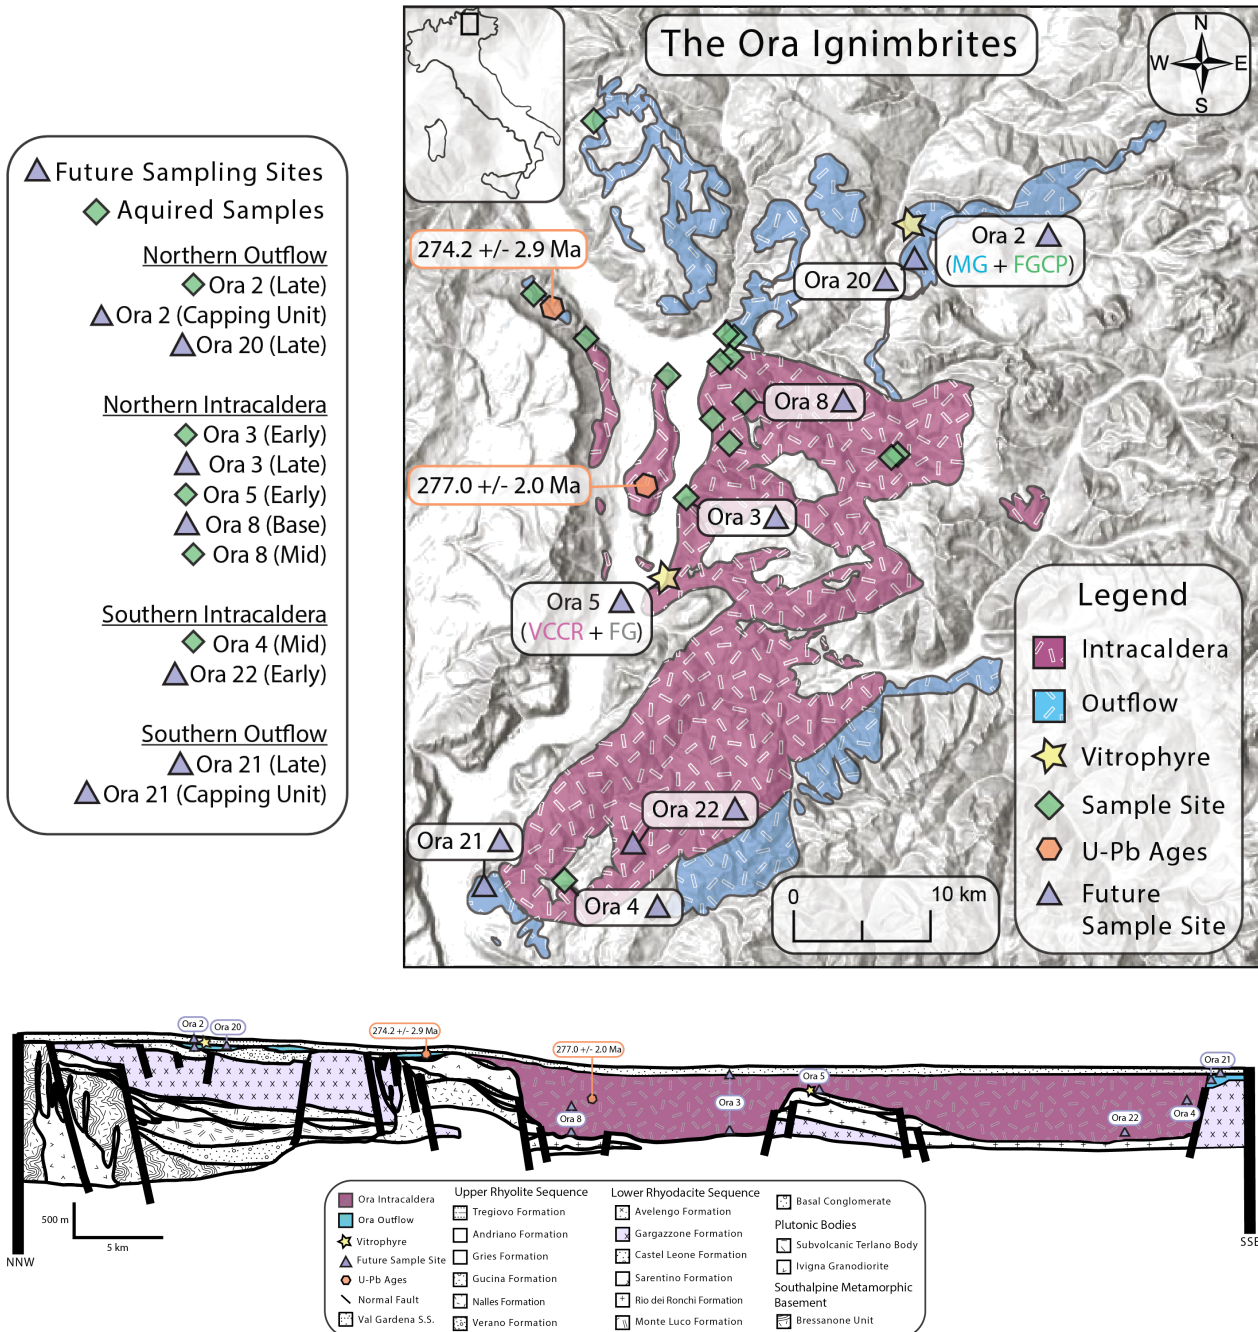 The Ora Ignimbrites
N
W
E
S
Future Sampling Sites
Aquired Samples
Northern Outflow
Ora 2 (Late)
Ora 2 (Capping Unit)
Ora 20 (Late)
Northern Intracaldera
Ora 3 (Early)
Ora 3 (Late)
Ora 5 (Early)
Ora 8 (Base)
Ora 8 (Mid)
Southern Intracaldera
Ora 4 (Mid)
Ora 22 (Early)
Southern Outflow
Ora 21 (Late)
Ora 21 (Capping Unit)
274.2 +/- 2.9 Ma
Ora 2
(MG + FGCP)
Ora 20
Ora 8
277.0 +/- 2.0 Ma
Ora 3
Ora 5
(VCCR + FG)
Ora 22
Ora 21
Ora 4
Legend
Intracaldera
Outflow
Vitrophyre
Sample Site
U-Pb Ages
Future
Sample Site
0
10 km
Ora 2
Ora 20
274.2 +/- 2.9 Ma
277.0 +/- 2.0 Ma
Ora 8
Ora 3
Ora 5
Ora 22
Ora 4
Ora 21
NNW
SSE
500 m
5 km
Ora Intracaldera
Ora Outflow
Vitrophyre
Future Sample Site
U-Pb Ages
Normal Fault
Val Gardena S.S.
Upper Rhyolite Sequence
Tregiovo Formation
Andriano Formation
Gries Formation
Gucina Formation
Nalles Formation
Verano Formation
Lower Rhyodacite Sequence
Avelengo Formation
Gargazzone Formation
Castel Leone Formation
Sarentino Formation
Rio dei Ronchi Formation
Monte Luco Formation
Basal Conglomerate
Plutonic Bodies
Subvolcanic Terlano Body
Ivigna Granodiorite
Southalpine Metamorphic
Basement
Bressanone Unit